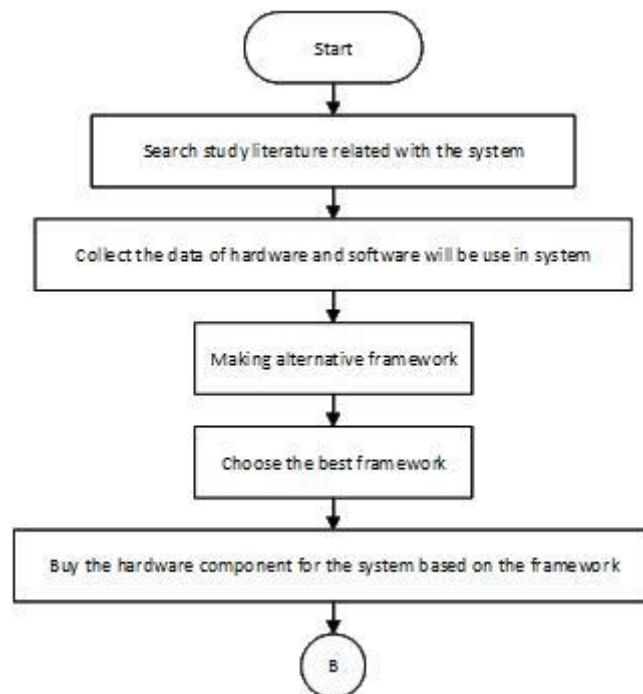 Start
Search study literature related with the system
Collect the data of hardware and software will be use in system
Making alternative framework
Choose the best framework
Buy the hardware component for the system based on the framework
B